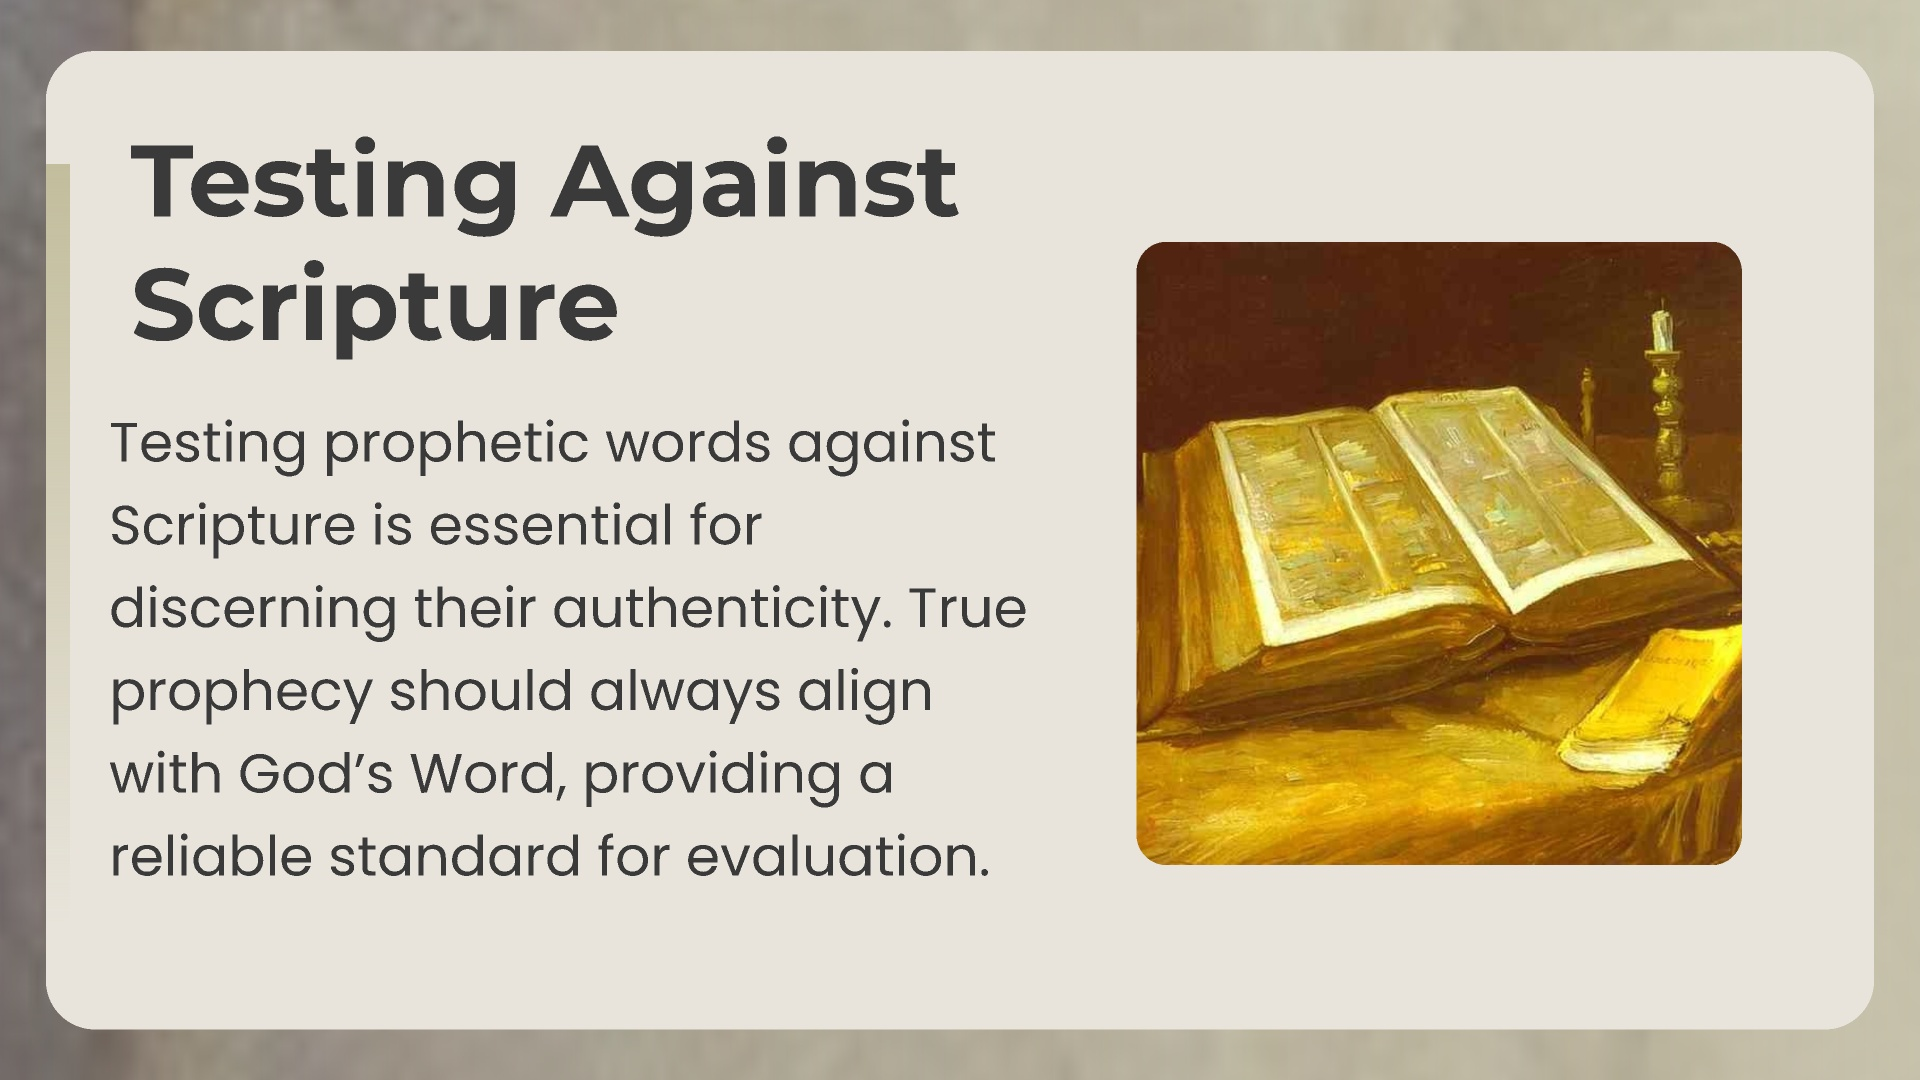 Testing Against
Scripture
Testing prophetic words against
Scripture is essential for
discerning their authenticity. True
prophecy should always align
with God’s Word, providing a
reliable standard for evaluation.